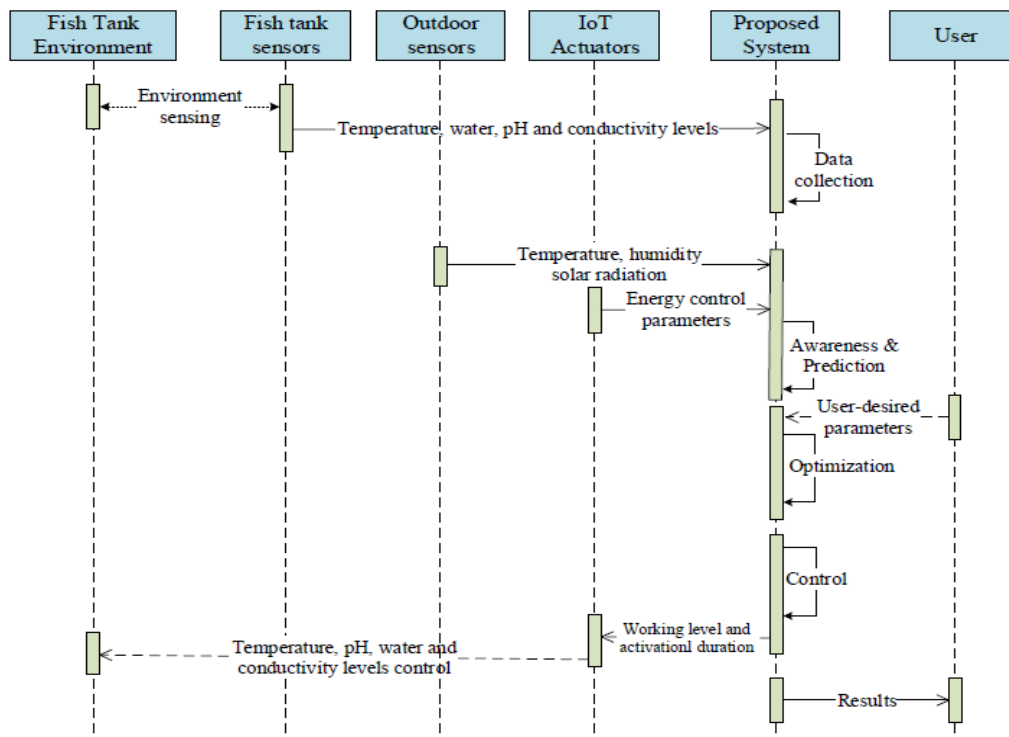 Fish Tank
Environment
Fish tank
sensors
Outdoor
sensors
IoT
Actuators
Proposed
System
User
Environment
sensing
Temperature, water, pH and conductivity levels
Data
collection
Temperature, humidity
solar radiation
Energy control
parameters
Awareness &
Prediction
User-desired
parameters
Optimization
Control
Working level and
activationl duration
Temperature, pH, water and
conductivity levels control
Results